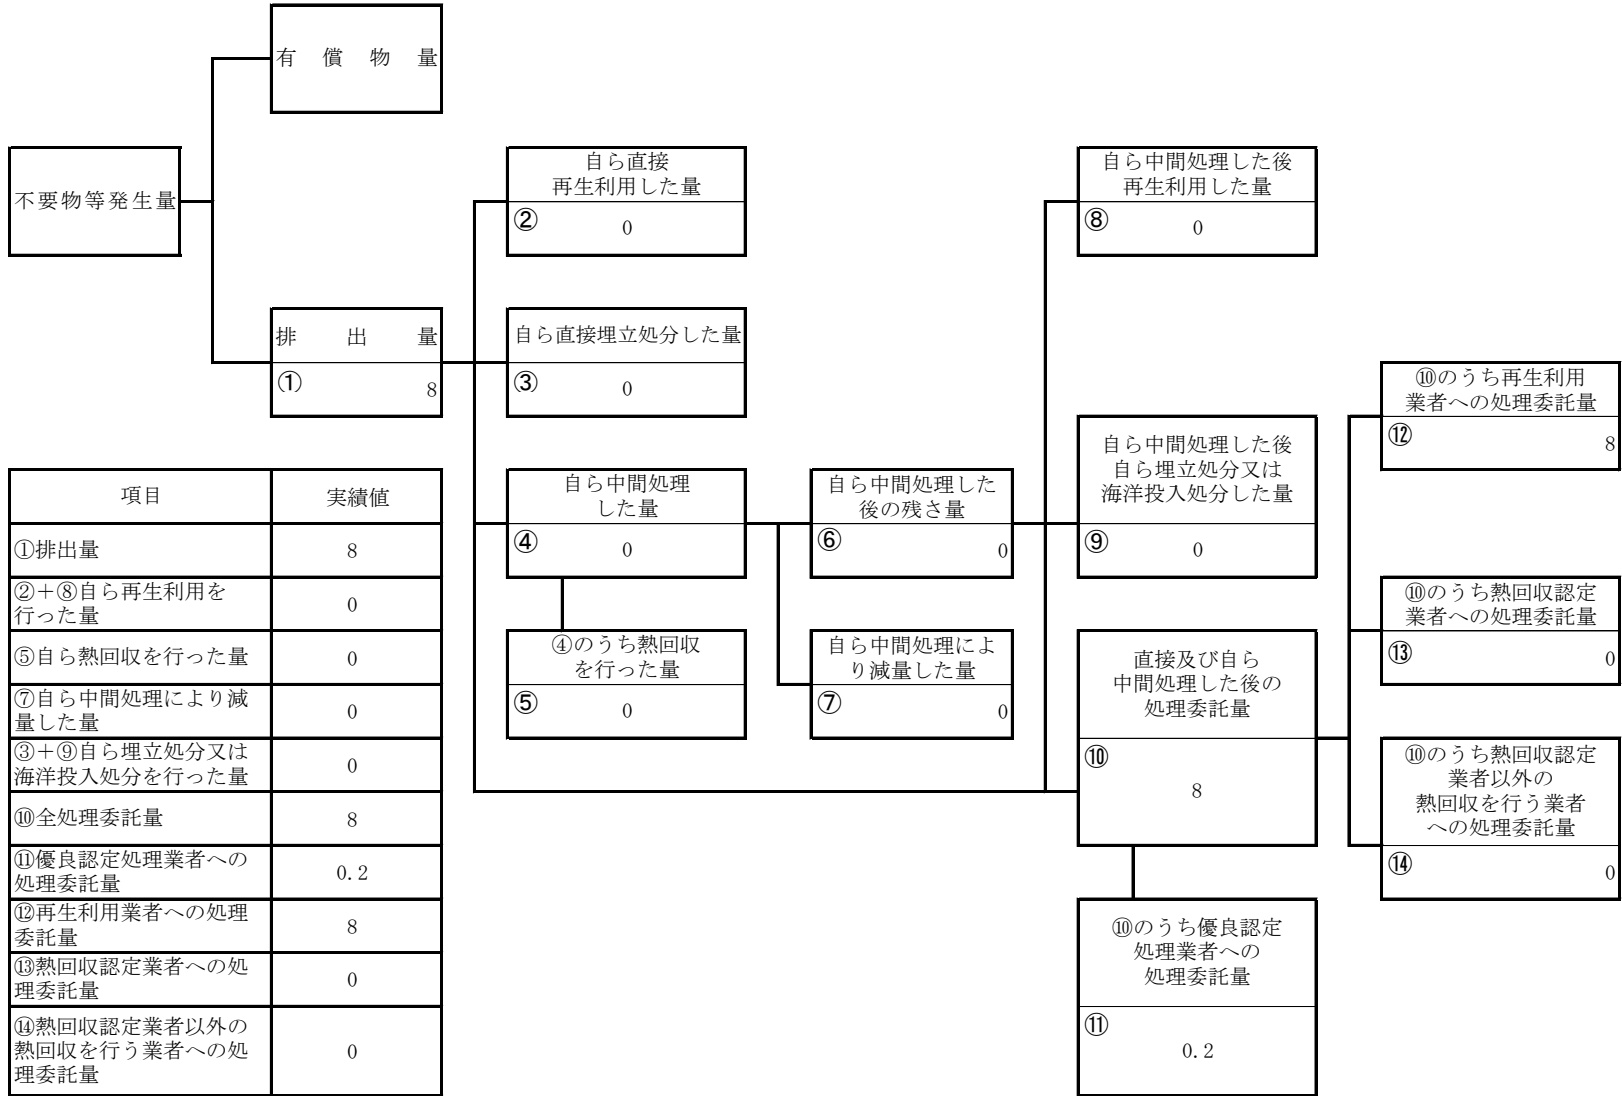 有償物量
不要物等発生量
自ら直接
再生利用した量
②
0
自ら中間処理した後
再生利用した量
⑧
0
排出量
①
8
自ら直接埋立処分した量
③
0
⑩のうち再生利用
業者への処理委託量
⑫
8
自ら中間処理
した量
④
0
自ら中間処理した
後の残さ量
⑥
0
自ら中間処理した後
自ら埋立処分又は
海洋投入処分した量
⑨
0
⑩のうち熱回収認定
業者への処理委託量
⑬
0
④のうち熱回収
を行った量
⑤
0
自ら中間処理によ
り減量した量
⑦
0
直接及び自ら
中間処理した後の
処理委託量
⑩
8
⑩のうち熱回収認定
業者以外の
熱回収を行う業者
への処理委託量
⑭
0
⑩のうち優良認定
処理業者への
処理委託量
⑪
0.2
項目 実績値
①排出量 8
②+⑧自ら再生利用を
行った量 0
⑤自ら熱回収を行った量 0
⑦自ら中間処理により減
量した量 0
③+⑨自ら埋立処分又は
海洋投入処分を行った量 0
⑩全処理委託量 8
⑪優良認定処理業者への
処理委託量 0.2
⑫再生利用業者への処理
委託量 8
⑬熱回収認定業者への処
理委託量 0
⑭熱回収認定業者以外の
熱回収を行う業者への処 0
理委託量